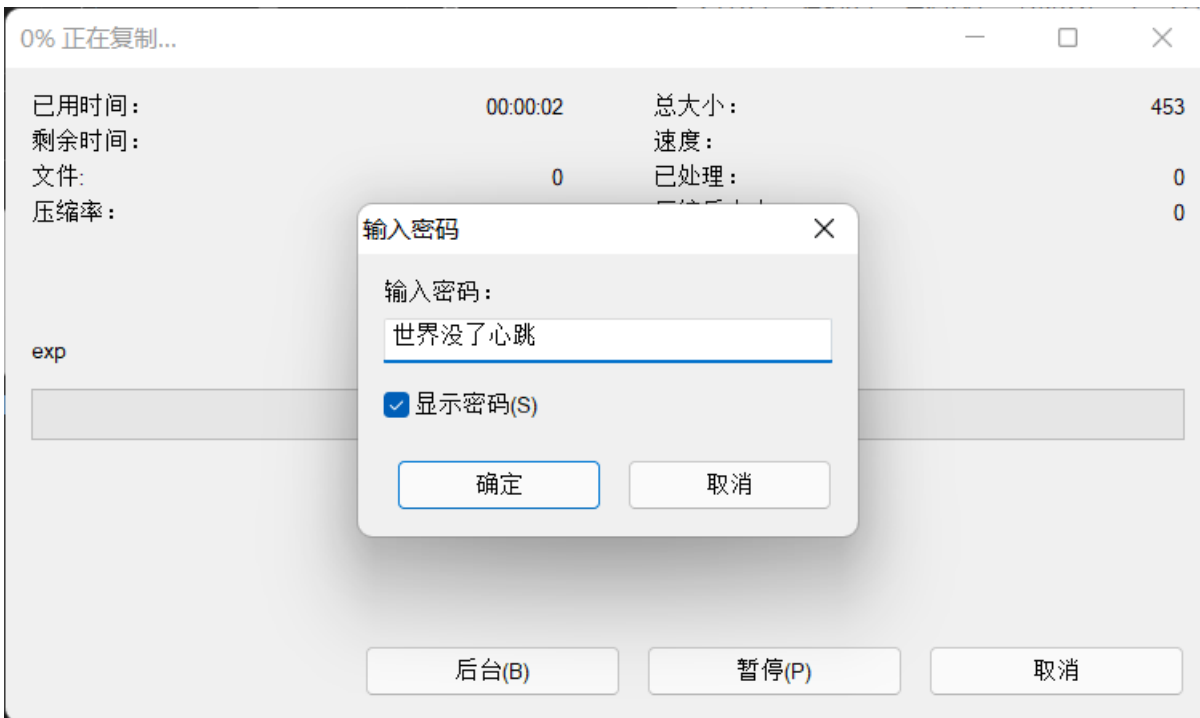 0% 正在复制...
已用时间： 00:00:02 总大小： 453
剩余时间： 速度：
文件: 0 已处理： 0
压缩率： 0
输入密码
输入密码：
世界没了心跳
exp
显示密码(S)
确定 取消
后台(B) 暂停(P) 取消